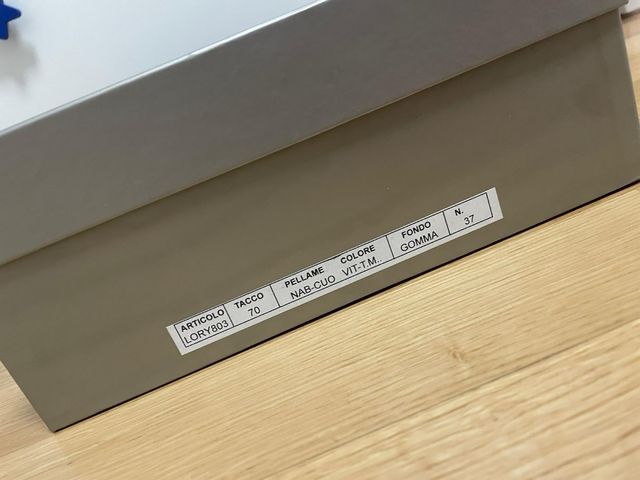 ARTICOLO TACCO PELLAME COLORE FONDO N.
LORY803 70 NAB-CUO VIT-T.M.. GOMMA 37